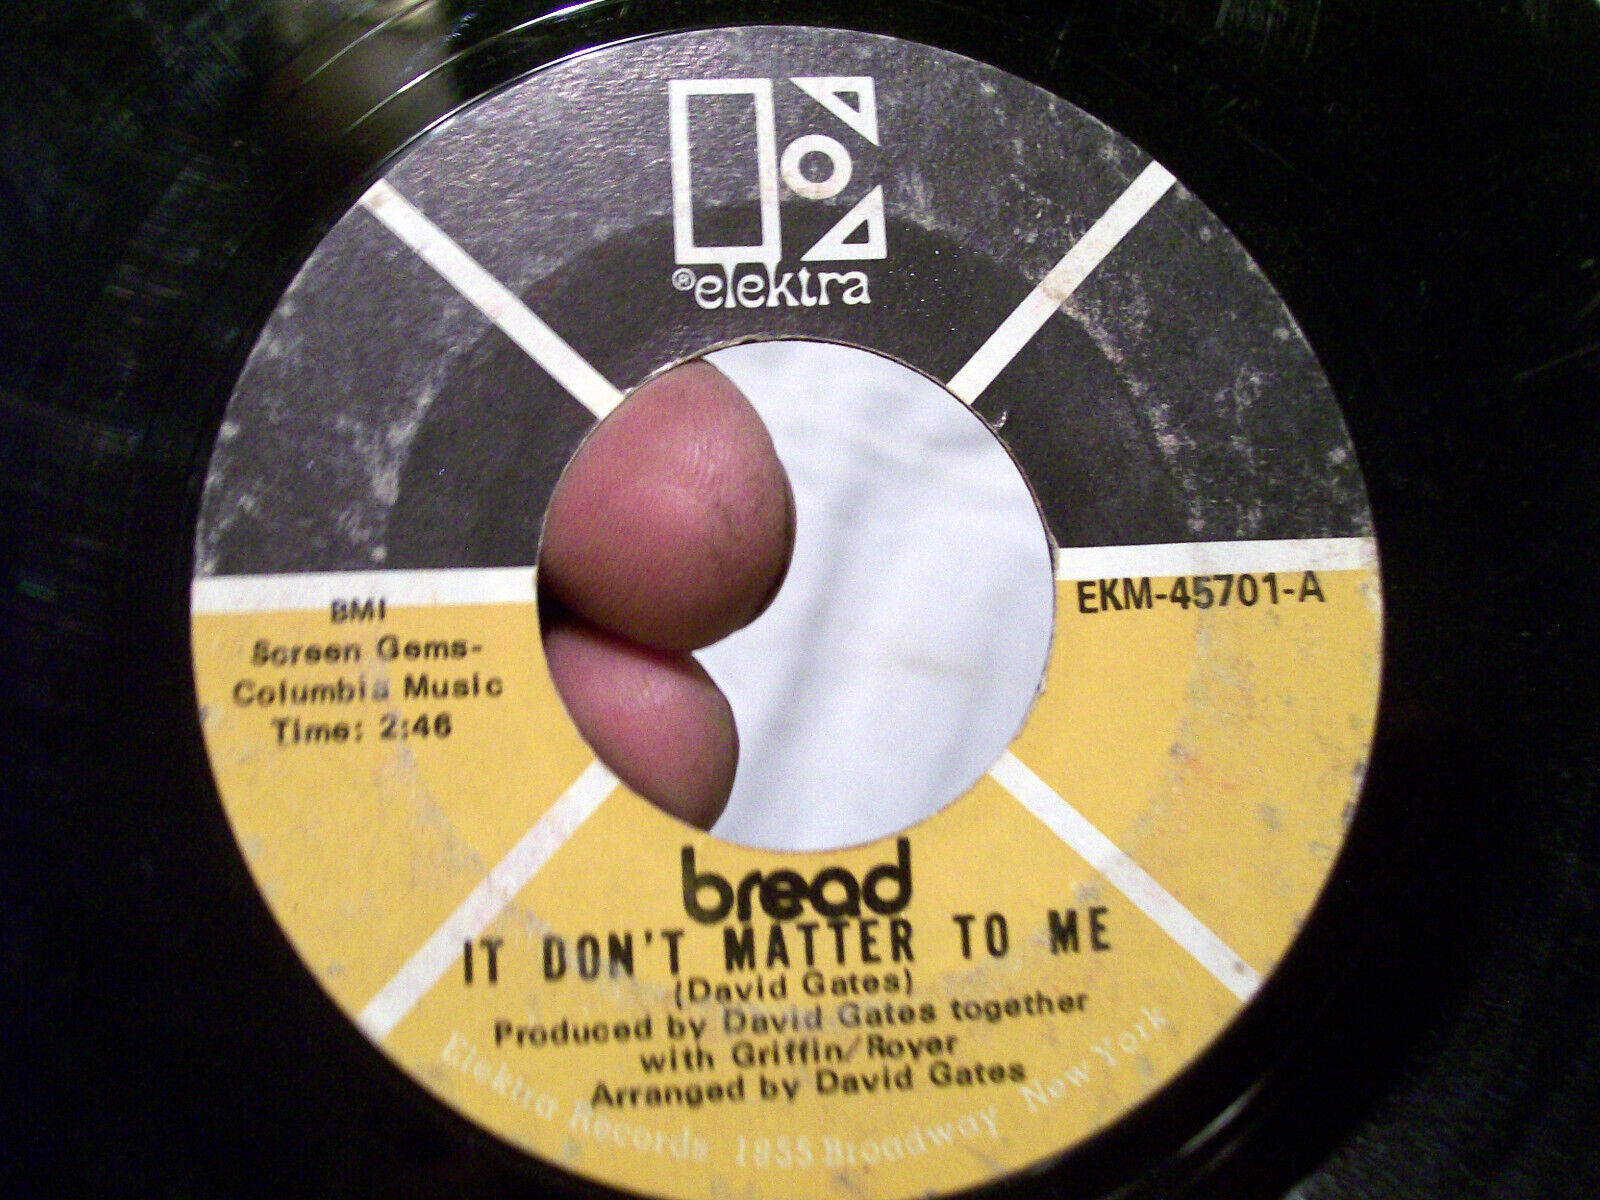 ®elektra
EKM-45701-A
BMI
Screen Gems-
Columbia Music
Time: 2:46
bread
IT DON'T MATTER TO ME
(David Gates)
Produced by David Gates together
with Griffin/Royer
Arranged by David Gates
Elektra Records 1855 Broadway New York